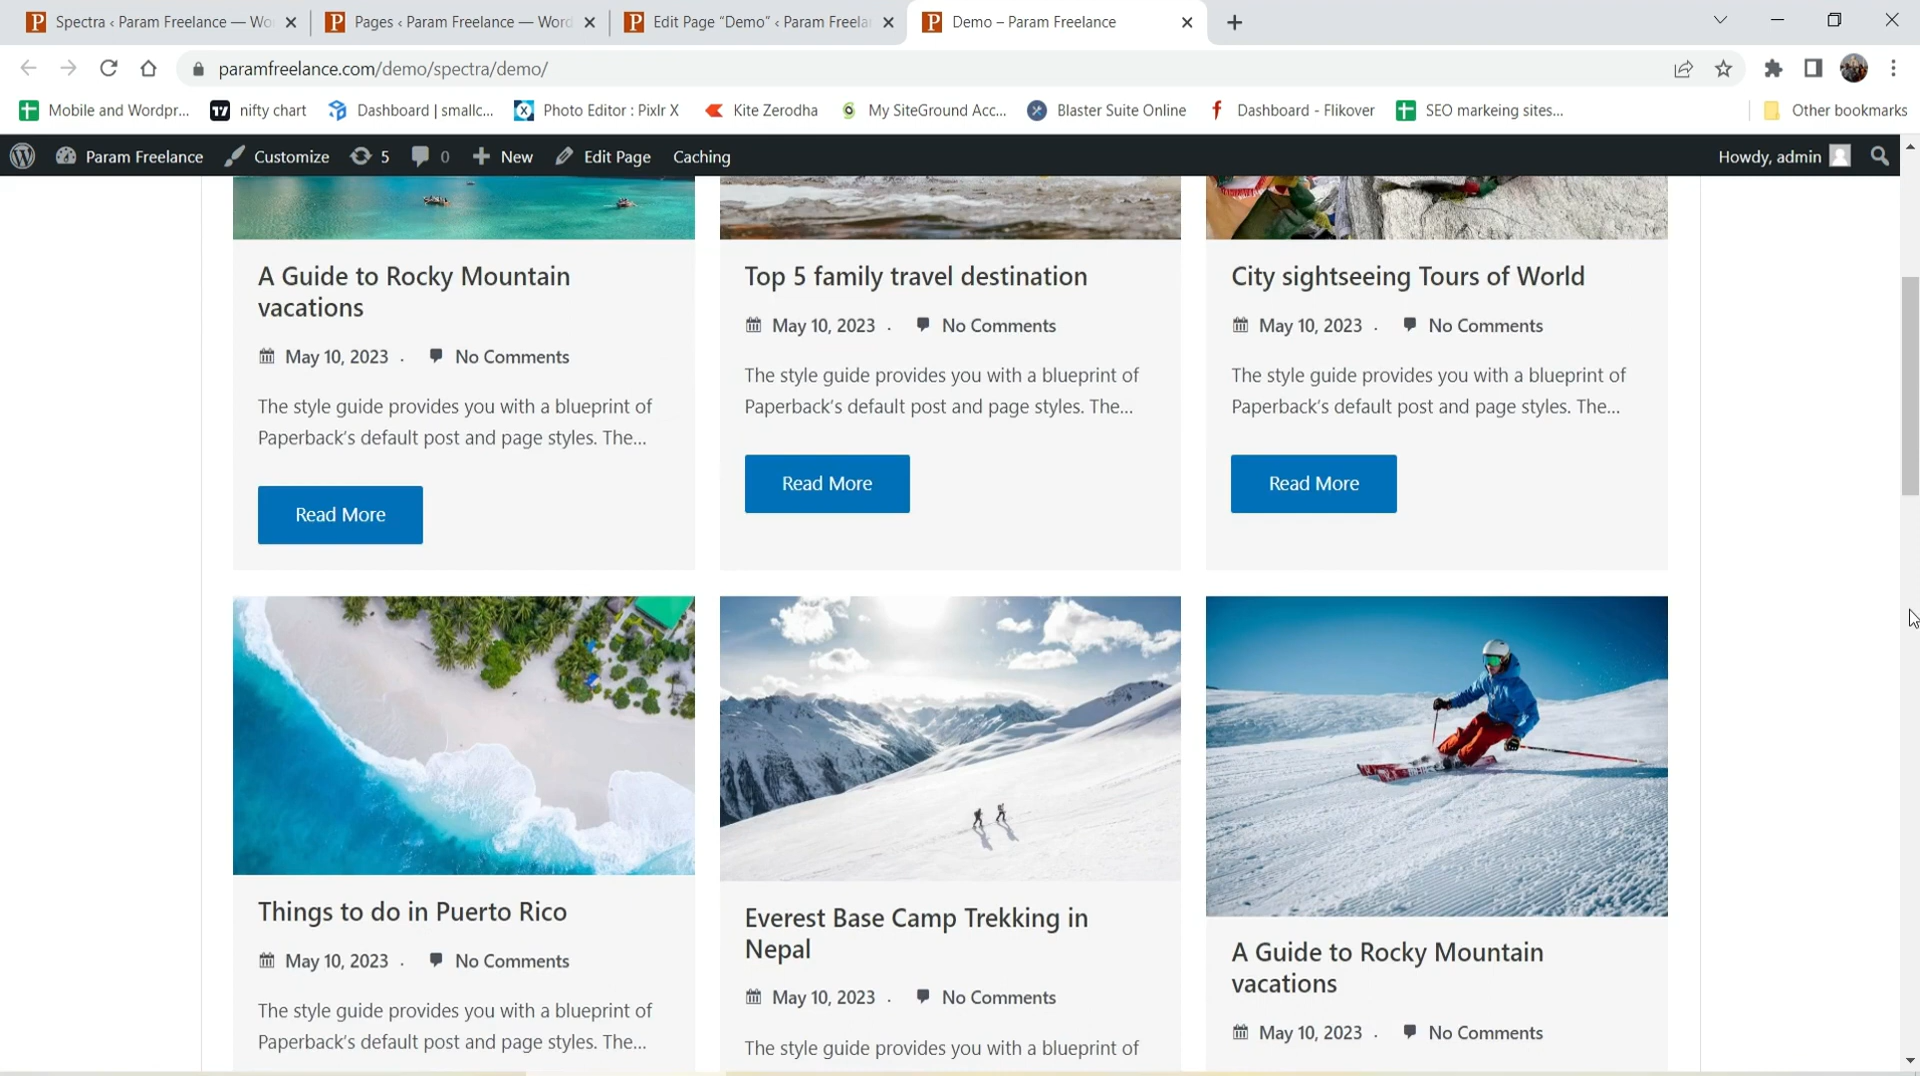 Spectra ‹ Param Freelance — Wo
Pages ‹ Param Freelance — Word
Edit Page “Demo” ‹ Param Freela
Demo – Param Freelance
paramfreelance.com/demo/spectra/demo/
Mobile and Wordpr...
nifty chart
Dashboard | smallc...
Photo Editor : Pixlr X
Kite Zerodha
My SiteGround Acc...
Blaster Suite Online
Dashboard - Flikover
SEO markeing sites...
Other bookmarks
Param Freelance
Customize
5
0
New
Edit Page
Caching
Howdy, admin
A Guide to Rocky Mountain
vacations
May 10, 2023 .
No Comments
The style guide provides you with a blueprint of
Paperback’s default post and page styles. The...
Read More
Top 5 family travel destination
May 10, 2023 .
No Comments
The style guide provides you with a blueprint of
Paperback’s default post and page styles. The...
Read More
City sightseeing Tours of World
May 10, 2023 .
No Comments
The style guide provides you with a blueprint of
Paperback’s default post and page styles. The...
Read More
Things to do in Puerto Rico
May 10, 2023 .
No Comments
The style guide provides you with a blueprint of
Paperback’s default post and page styles. The...
Everest Base Camp Trekking in
Nepal
May 10, 2023 .
No Comments
The style guide provides you with a blueprint of
A Guide to Rocky Mountain
vacations
May 10, 2023 .
No Comments